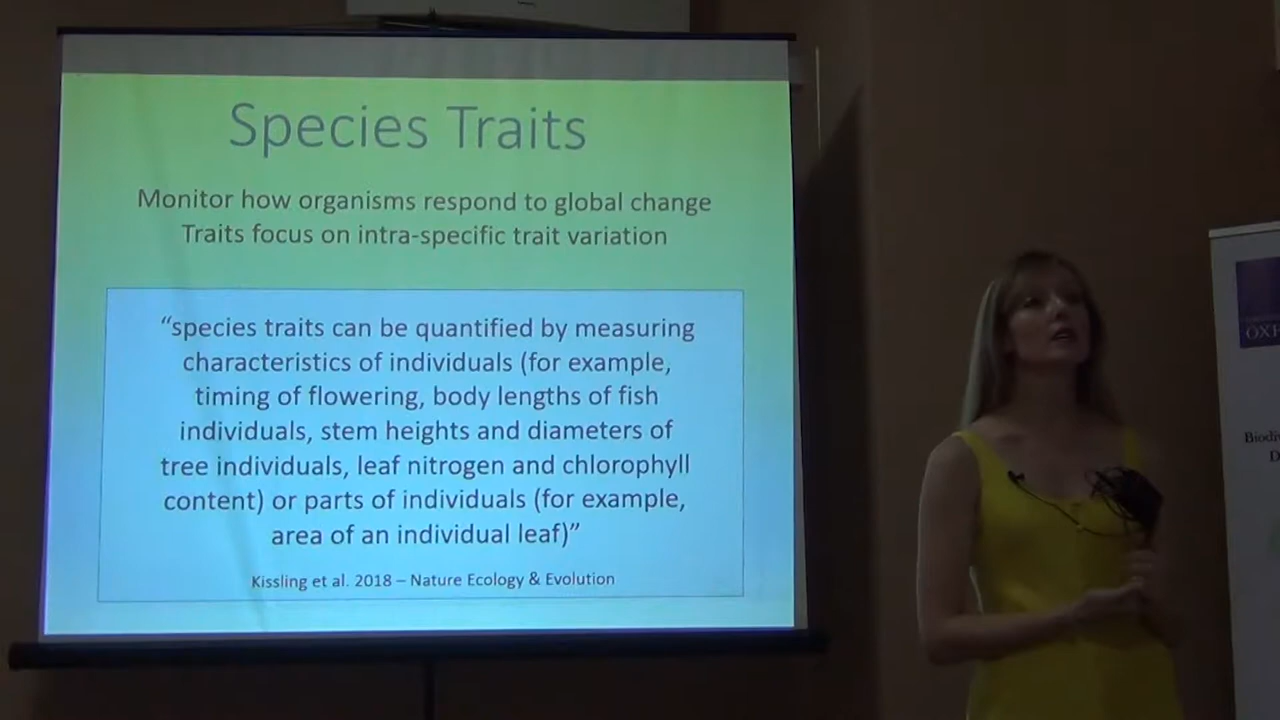 Species Traits
Monitor how organisms respond to global change
Traits focus on intra-specific trait variation
“species traits can be quantified by measuring
characteristics of individuals (for example,
timing of flowering, body lengths of fish
individuals, stem heights and diameters of
tree individuals, leaf nitrogen and chlorophyll
content) or parts of individuals (for example,
area of an individual leaf)”
Kissling et al. 2018 – Nature Ecology & Evolution